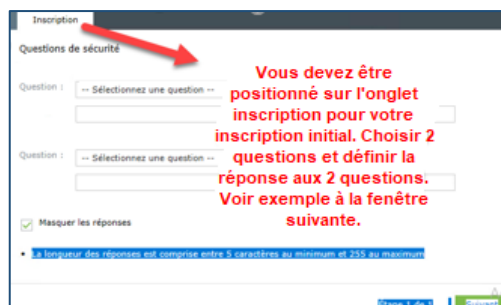 Inscription
Questions de sécurité
Vous devez être
positionné sur l'onglet
inscription pour votre
inscription initial. Choisir 2
questions et définir la
réponse aux 2 questions.
Voir exemple à la fenêtre
suivante.
Question :
-- Sélectionnez une question --
Question :
-- Sélectionnez une question --
Masquer les réponses
La longueur des réponses est comprise entre 5 caractères au minimum et 255 au maximum
Étape 1 de 1
Suivant